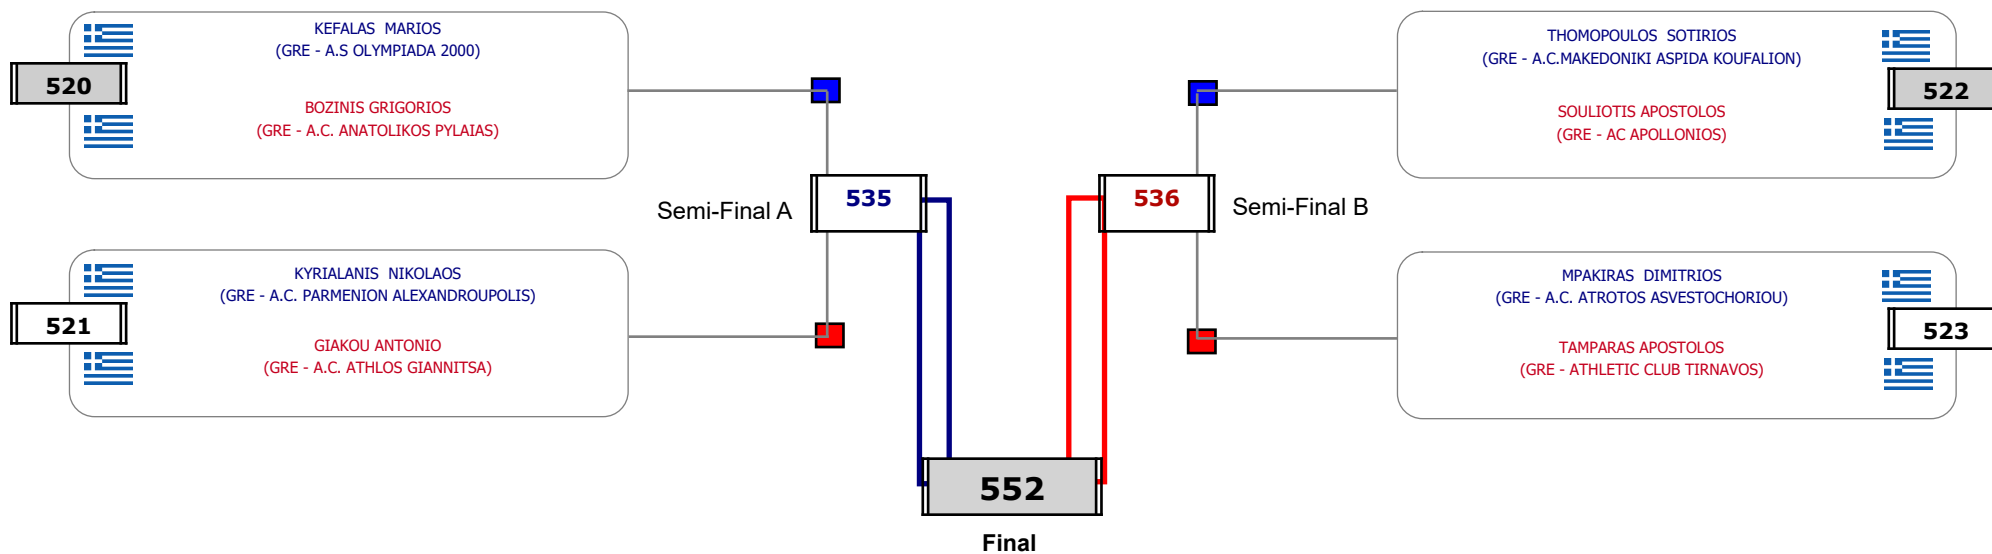 KEFALAS  MARIOS
(GRE - A.S OLYMPIADA 2000)
520
BOZINIS GRIGORIOS
(GRE - A.C. ANATOLIKOS PYLAIAS)
THOMOPOULOS  SOTIRIOS
(GRE - A.C.MAKEDONIKI ASPIDA KOUFALION)
522
SOULIOTIS APOSTOLOS
(GRE - AC APOLLONIOS)
Semi-Final A
535
536
Semi-Final B
KYRIALANIS  NIKOLAOS
(GRE - A.C. PARMENION ALEXANDROUPOLIS)
521
GIAKOU ANTONIO
(GRE - A.C. ATHLOS GIANNITSA)
MPAKIRAS  DIMITRIOS
(GRE - A.C. ATROTOS ASVESTOCHORIOU)
523
TAMPARAS APOSTOLOS
(GRE - ATHLETIC CLUB TIRNAVOS)
552
Final